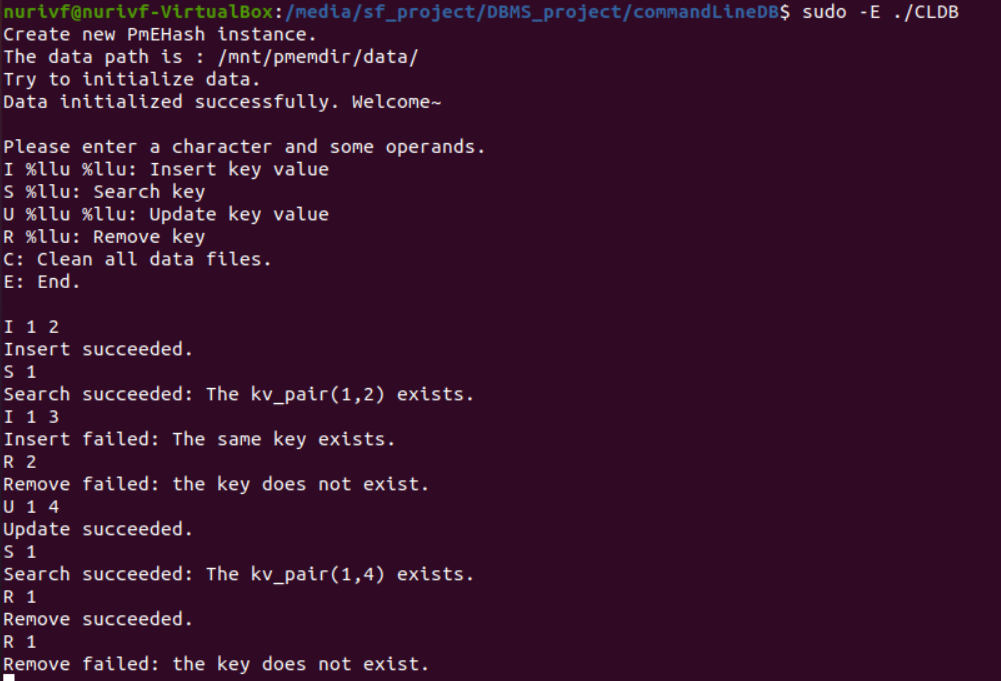 nurivf@nurivf-VirtualBox:/media/sf_project/DBMS_project/commandLineDB$ sudo -E ./CLDB
Create new PmEHash instance.
The data path is : /mnt/pmemdir/data/
Try to initialize data.
Data initialized successfully. Welcome~
Please enter a character and some operands.
I %llu %llu: Insert key value
S %llu: Search key
U %llu %llu: Update key value
R %llu: Remove key
C: Clean all data files.
E: End.
I 1 2
Insert succeeded.
S 1
Search succeeded: The kv_pair(1,2) exists.
I 1 3
Insert failed: The same key exists.
R 2
Remove failed: the key does not exist.
U 1 4
Update succeeded.
S 1
Search succeeded: The kv_pair(1,4) exists.
R 1
Remove succeeded.
R 1
Remove failed: the key does not exist.